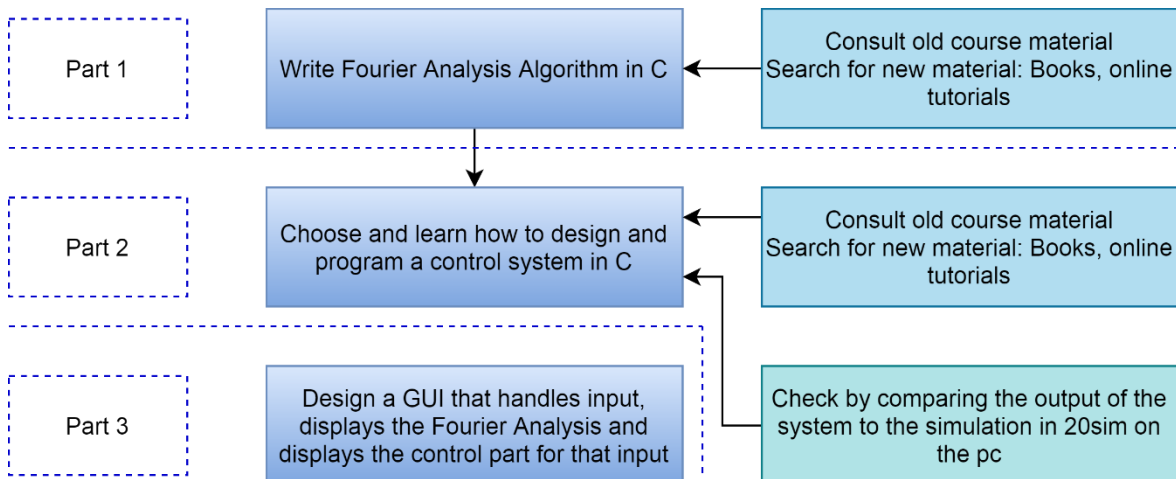 Part 1
Write Fourier Analysis Algorithm in C
Consult old course material
Search for new material: Books, online
tutorials
Part 2
Choose and learn how to design and
program a control system in C
Consult old course material
Search for new material: Books, online
tutorials
Part 3
Design a GUI that handles input,
displays the Fourier Analysis and
displays the control part for that input
Check by comparing the output of the
system to the simulation in 20sim on
the pc